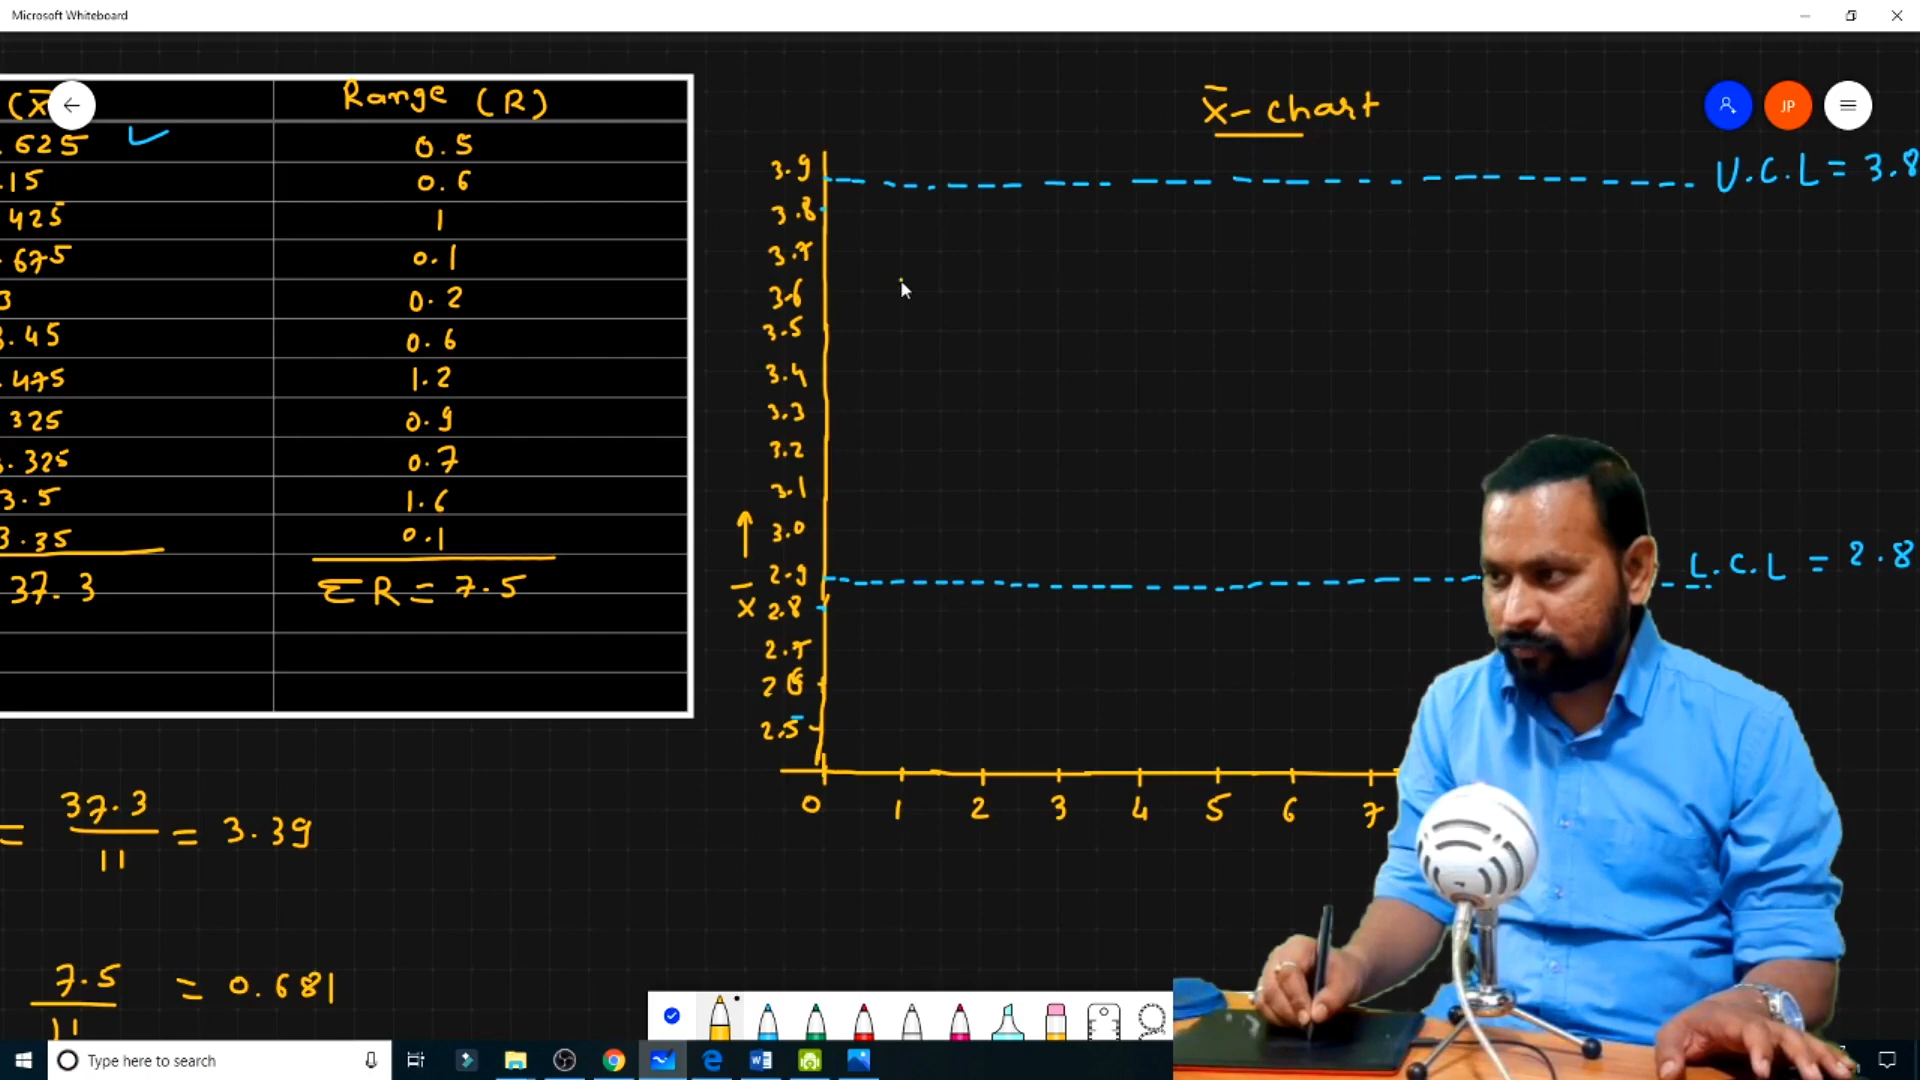 Microsoft Whiteboard
(x̄
Range (R)
.625 ✓ 0.5
.15 0.6
425 1
.675 0.1
3 0.2
3.45 0.6
.475 1.2
325 0.9
.325 0.7
3.5 1.6
3.35 0.1
37.3 ΣR = 7.5
= 37.3/11 = 3.39
7.5/11 = 0.681
x̄- chart
JP
3.9
U.C.L = 3.8
3.8
3.7
3.6
3.5
3.4
3.3
3.2
3.1
3.0
2.9
L.C.L = 2.8
x̄
2.8
2.7
2.6
2.5
0 1 2 3 4 5 6 7
Type here to search